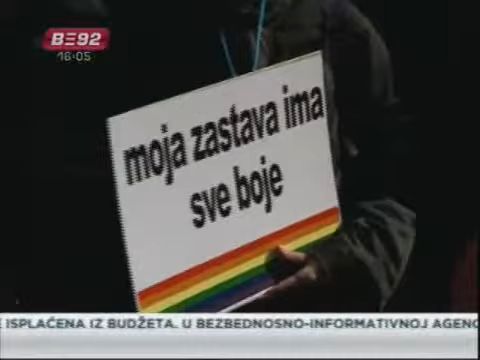 B92
16:05
moja zastava ima
sve boje
E ISPLAĆENA IZ BUDŽETA. U BEZBEDNOSNO-INFORMATIVNOJ AGENC